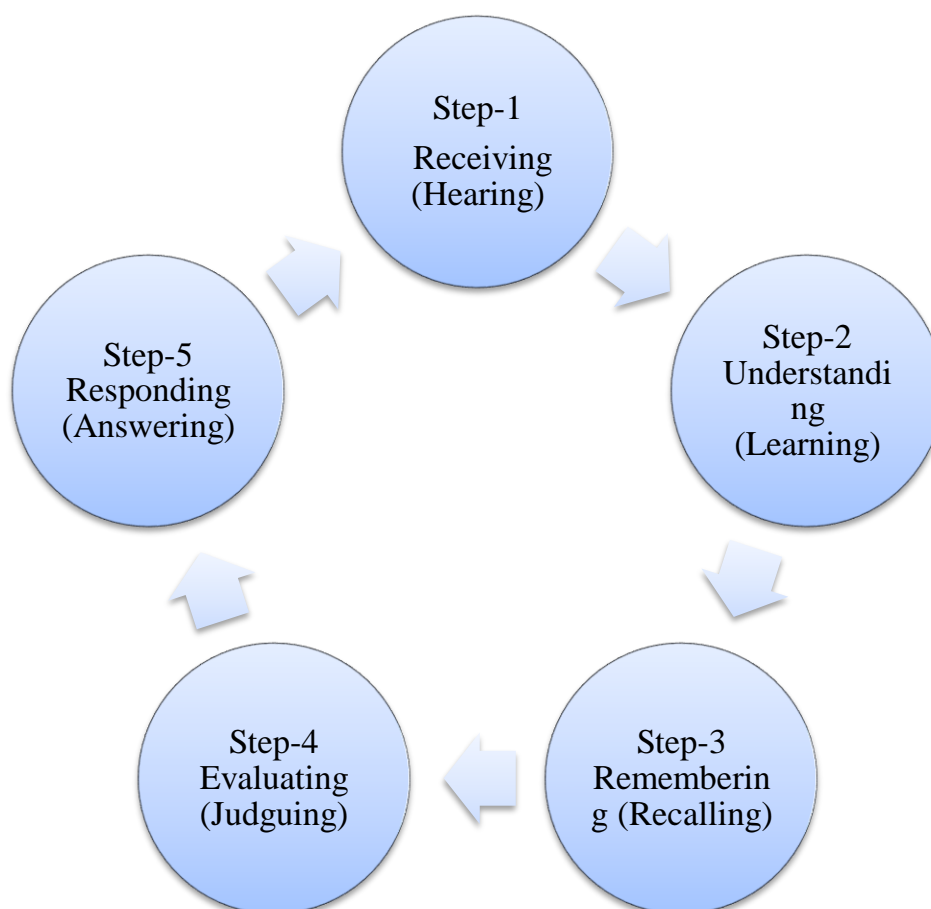 Step-1
Receiving
(Hearing)
Step-2
Understandi
ng
(Learning)
Step-3
Rememberin
g (Recalling)
Step-4
Evaluating
(Judguing)
Step-5
Responding
(Answering)